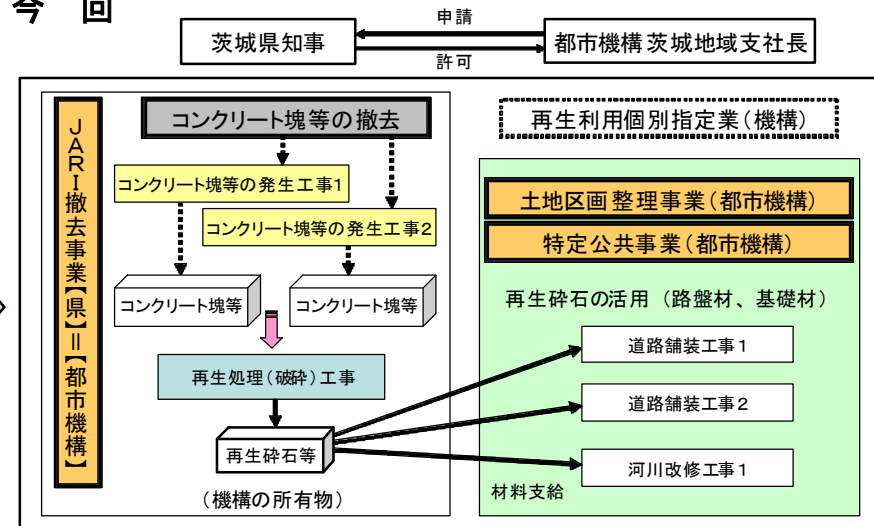 今 回
茨城県知事
申請
許可
都市機構茨城地域支社長
JARI撤去事業【県】=【都市機構】
コンクリート塊等の撤去
コンクリート塊等の発生工事1
コンクリート塊等の発生工事2
コンクリート塊等
コンクリート塊等
再生処理(破砕)工事
再生砕石等
(機構の所有物)
再生利用個別指定業(機構)
土地区画整理事業(都市機構)
特定公共事業(都市機構)
再生砕石の活用 (路盤材、基礎材)
道路舗装工事1
道路舗装工事2
河川改修工事1
材料支給